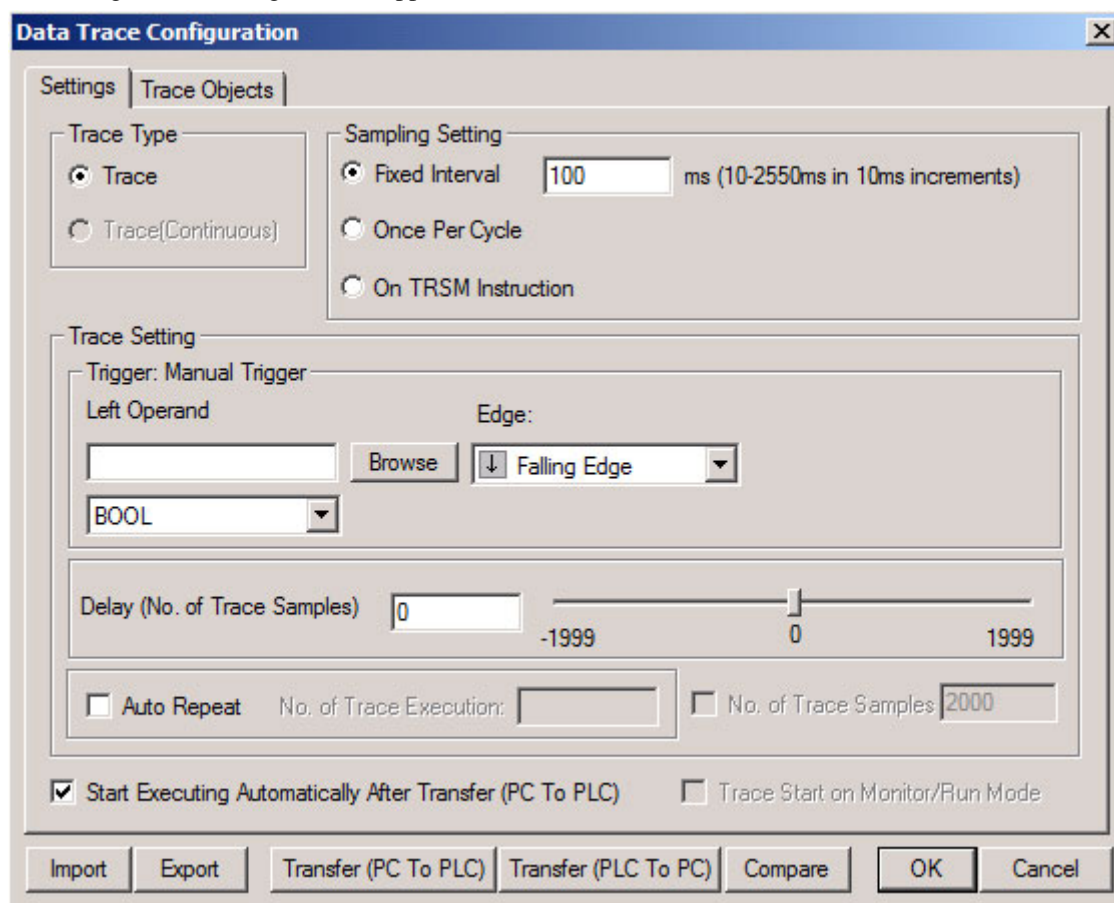 Data Trace Configuration
Settings Trace Objects
Trace Type
Trace
Trace(Continuous)
Sampling Setting
Fixed Interval 100 ms (10-2550ms in 10ms increments)
Once Per Cycle
On TRSM Instruction
Trace Setting
Trigger: Manual Trigger
Left Operand Edge:
Browse Falling Edge
BOOL
Delay (No. of Trace Samples) 0
-1999 0 1999
Auto Repeat No. of Trace Execution: No. of Trace Samples 2000
Start Executing Automatically After Transfer (PC To PLC) Trace Start on Monitor/Run Mode
Import Export Transfer (PC To PLC) Transfer (PLC To PC) Compare OK Cancel